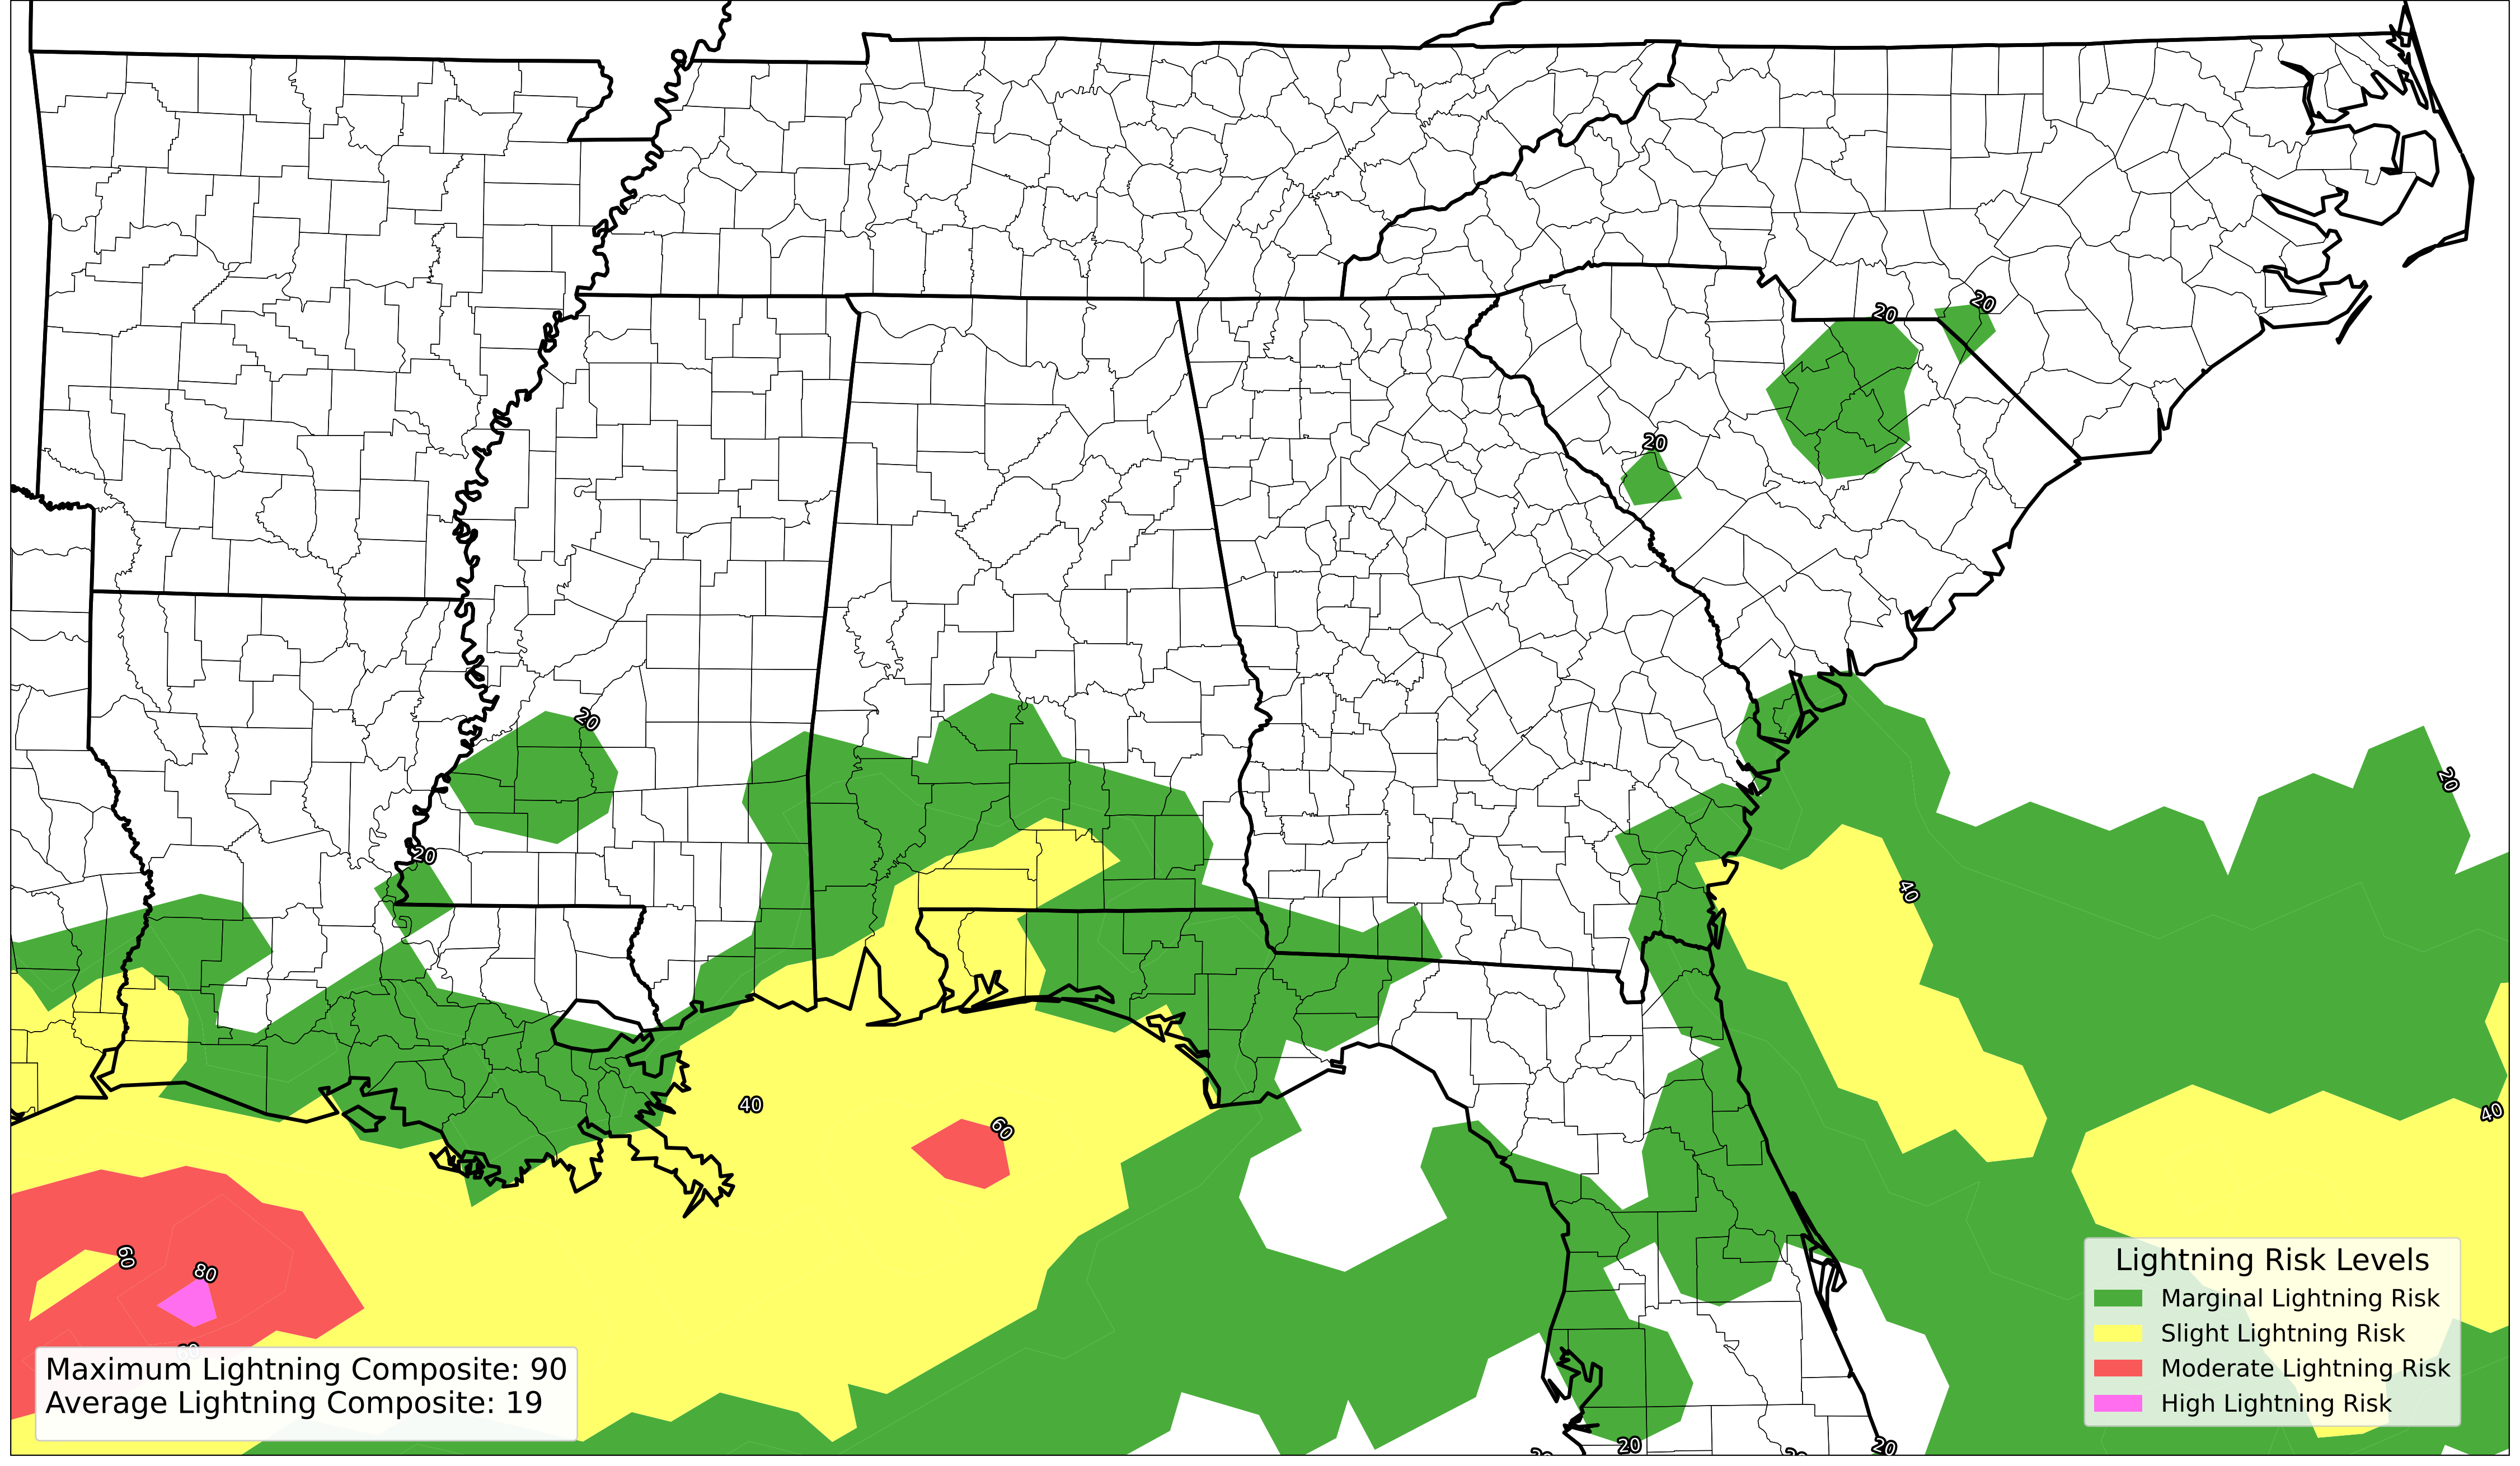 20
20
20
20
20
20
40
40
40
60
60
80
Lightning Risk Levels
Marginal Lightning Risk
Slight Lightning Risk
Moderate Lightning Risk
High Lightning Risk
Maximum Lightning Composite: 90
Average Lightning Composite: 19
20
20